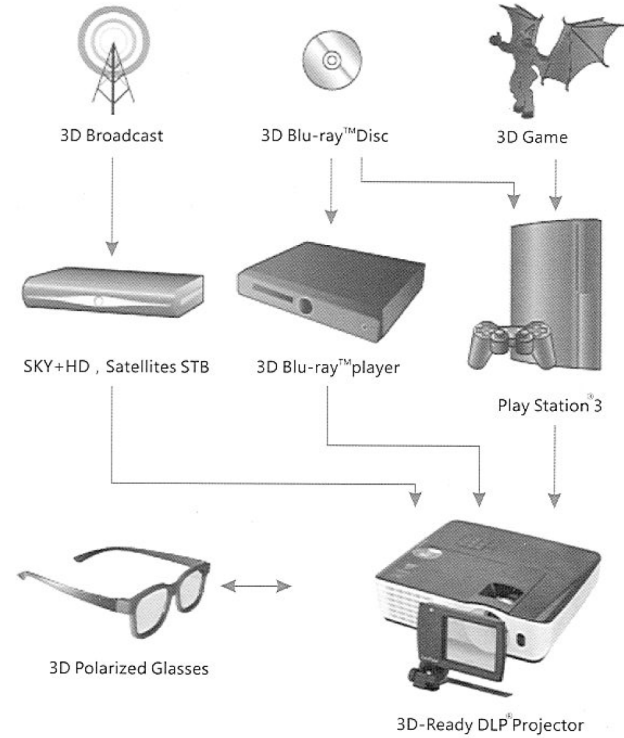 3D Broadcast
3D Blu-ray™Disc
3D Game
SKY+HD , Satellites STB
3D Blu-ray™player
Play Station®3
3D Polarized Glasses
3D-Ready DLP®Projector